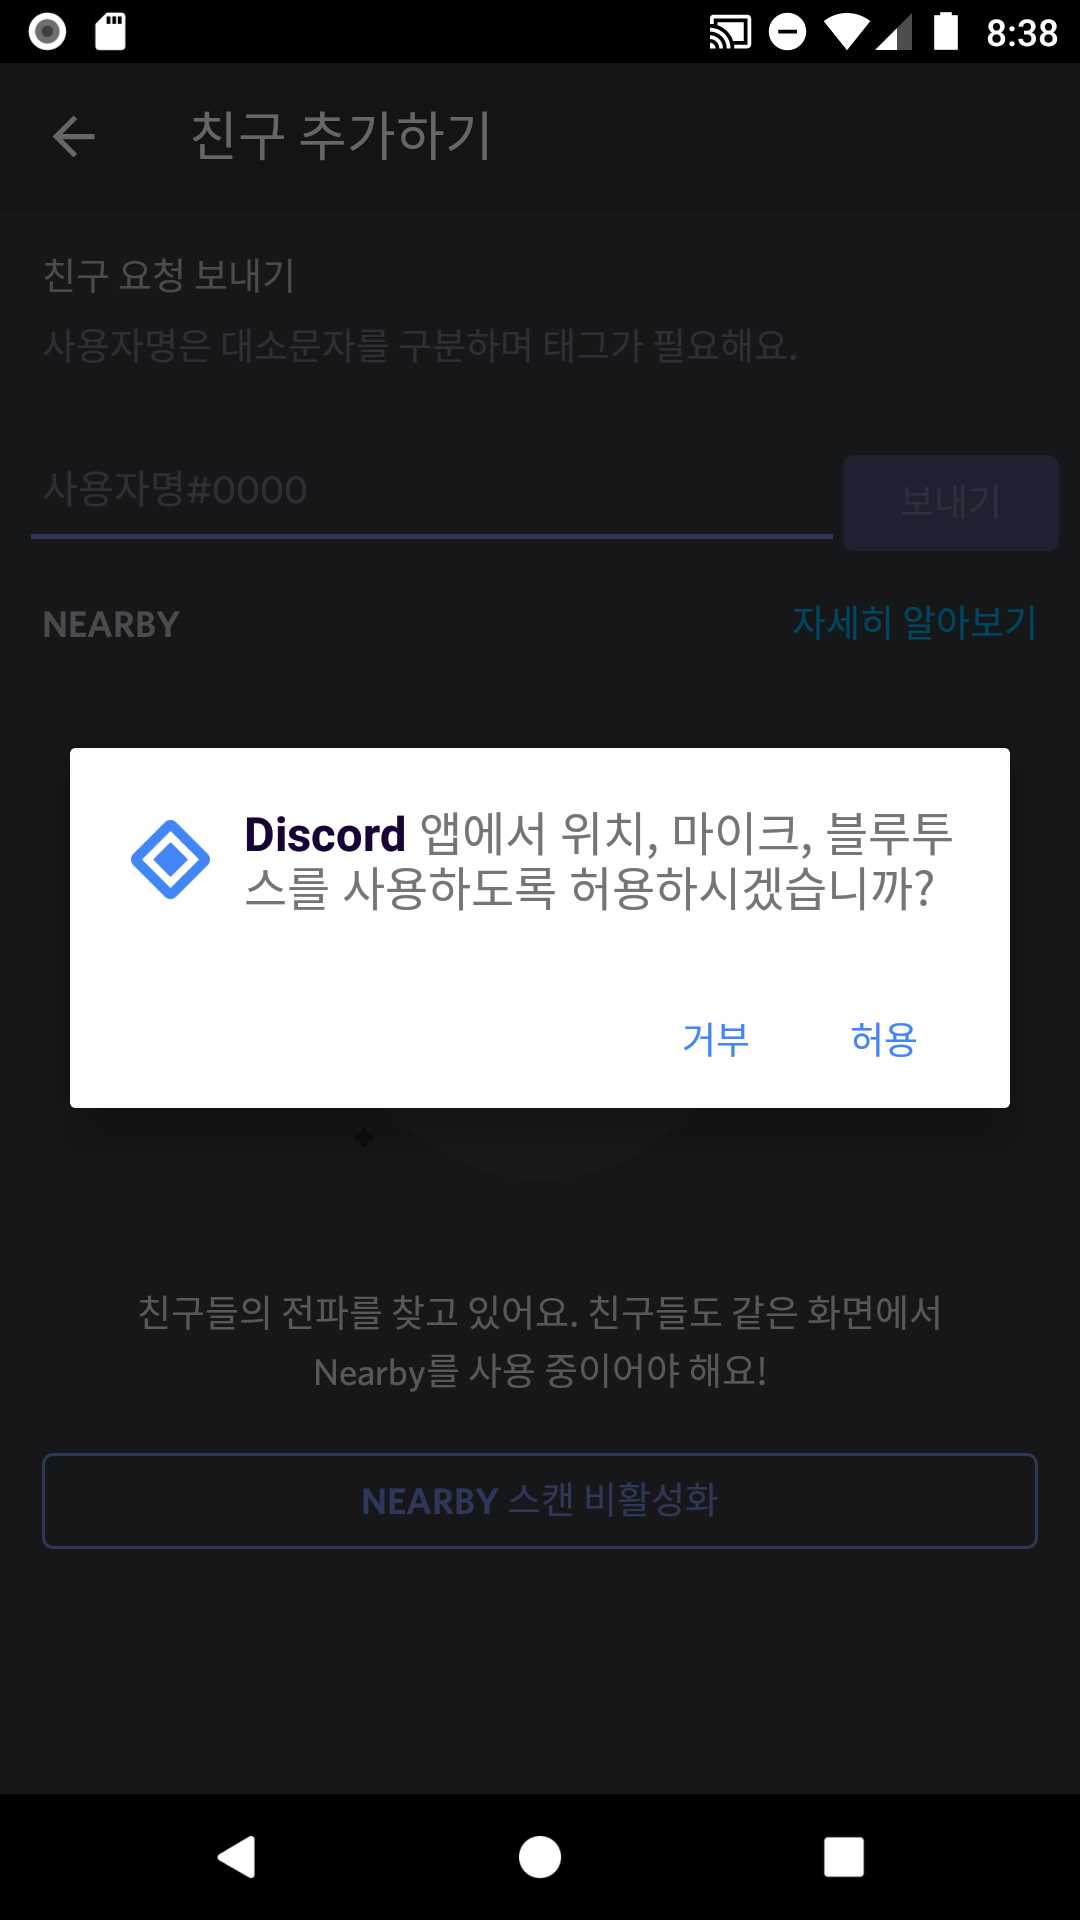 8:38
친구 추가하기
친구 요청 보내기
사용자명은 대소문자를 구분하며 태그가 필요해요.
사용자명#0000
보내기
NEARBY
자세히 알아보기
Discord 앱에서 위치, 마이크, 블루투
스를 사용하도록 허용하시겠습니까?
거부
허용
친구들의 전파를 찾고 있어요. 친구들도 같은 화면에서
Nearby를 사용 중이어야 해요!
NEARBY 스캔 비활성화